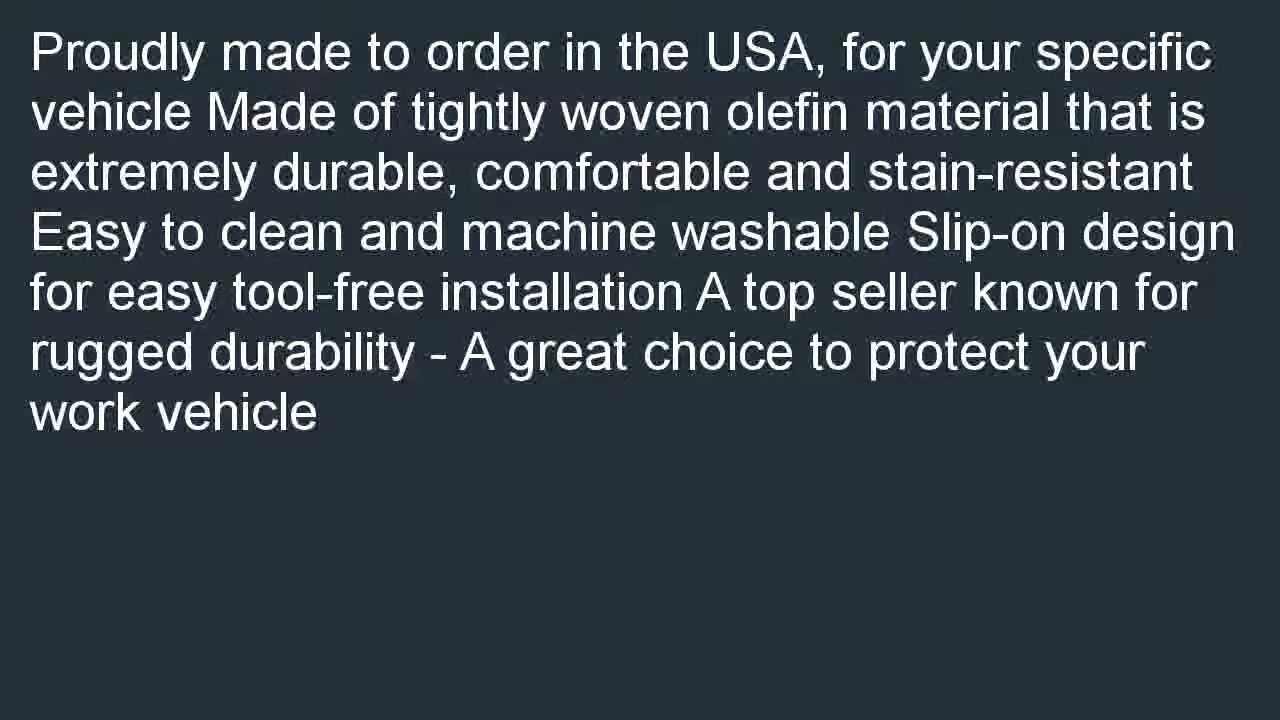 Proudly made to order in the USA, for your specific
vehicle Made of tightly woven olefin material that is
extremely durable, comfortable and stain-resistant
Easy to clean and machine washable Slip-on design
for easy tool-free installation A top seller known for
rugged durability - A great choice to protect your
work vehicle